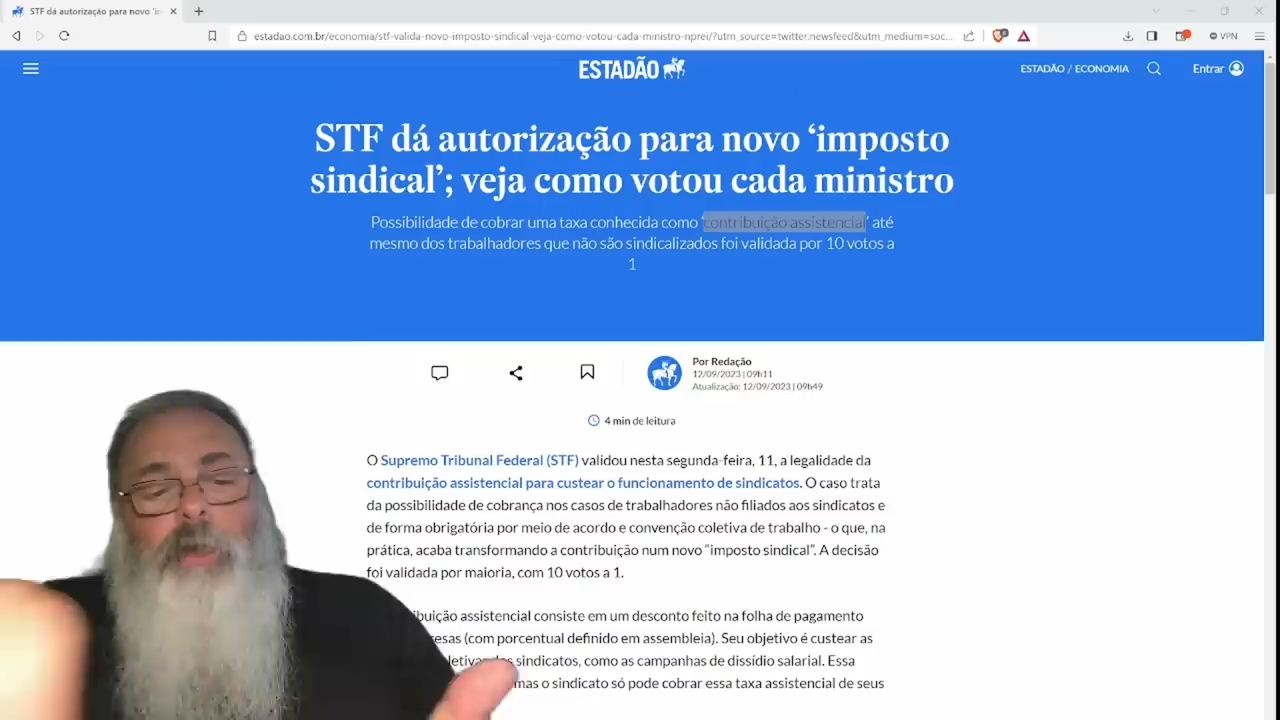 STF dá autorização para novo 'im
estadao.com.br/economia/stf-valida-novo-imposto-sindical-veja-como-votou-cada-ministro-nprei/?utm_source=twitter:newsfeed&utm_medium=soc...
VPN
ESTADÃO
ESTADÃO / ECONOMIA
Entrar
STF dá autorização para novo ‘imposto
sindical’; veja como votou cada ministro
Possibilidade de cobrar uma taxa conhecida como ‘contribuição assistencial’ até
mesmo dos trabalhadores que não são sindicalizados foi validada por 10 votos a
1
Por Redação
12/09/2023 | 09h11
Atualização: 12/09/2023 | 09h49
4 min de leitura
O Supremo Tribunal Federal (STF) validou nesta segunda-feira, 11, a legalidade da
contribuição assistencial para custear o funcionamento de sindicatos. O caso trata
da possibilidade de cobrança nos casos de trabalhadores não filiados aos sindicatos e
de forma obrigatória por meio de acordo e convenção coletiva de trabalho - o que, na
prática, acaba transformando a contribuição num novo “imposto sindical”. A decisão
foi validada por maioria, com 10 votos a 1.
buição assistencial consiste em um desconto feito na folha de pagamento
esas (com porcentual definido em assembleia). Seu objetivo é custear as
letivas dos sindicatos, como as campanhas de dissídio salarial. Essa
mas o sindicato só pode cobrar essa taxa assistencial de seus